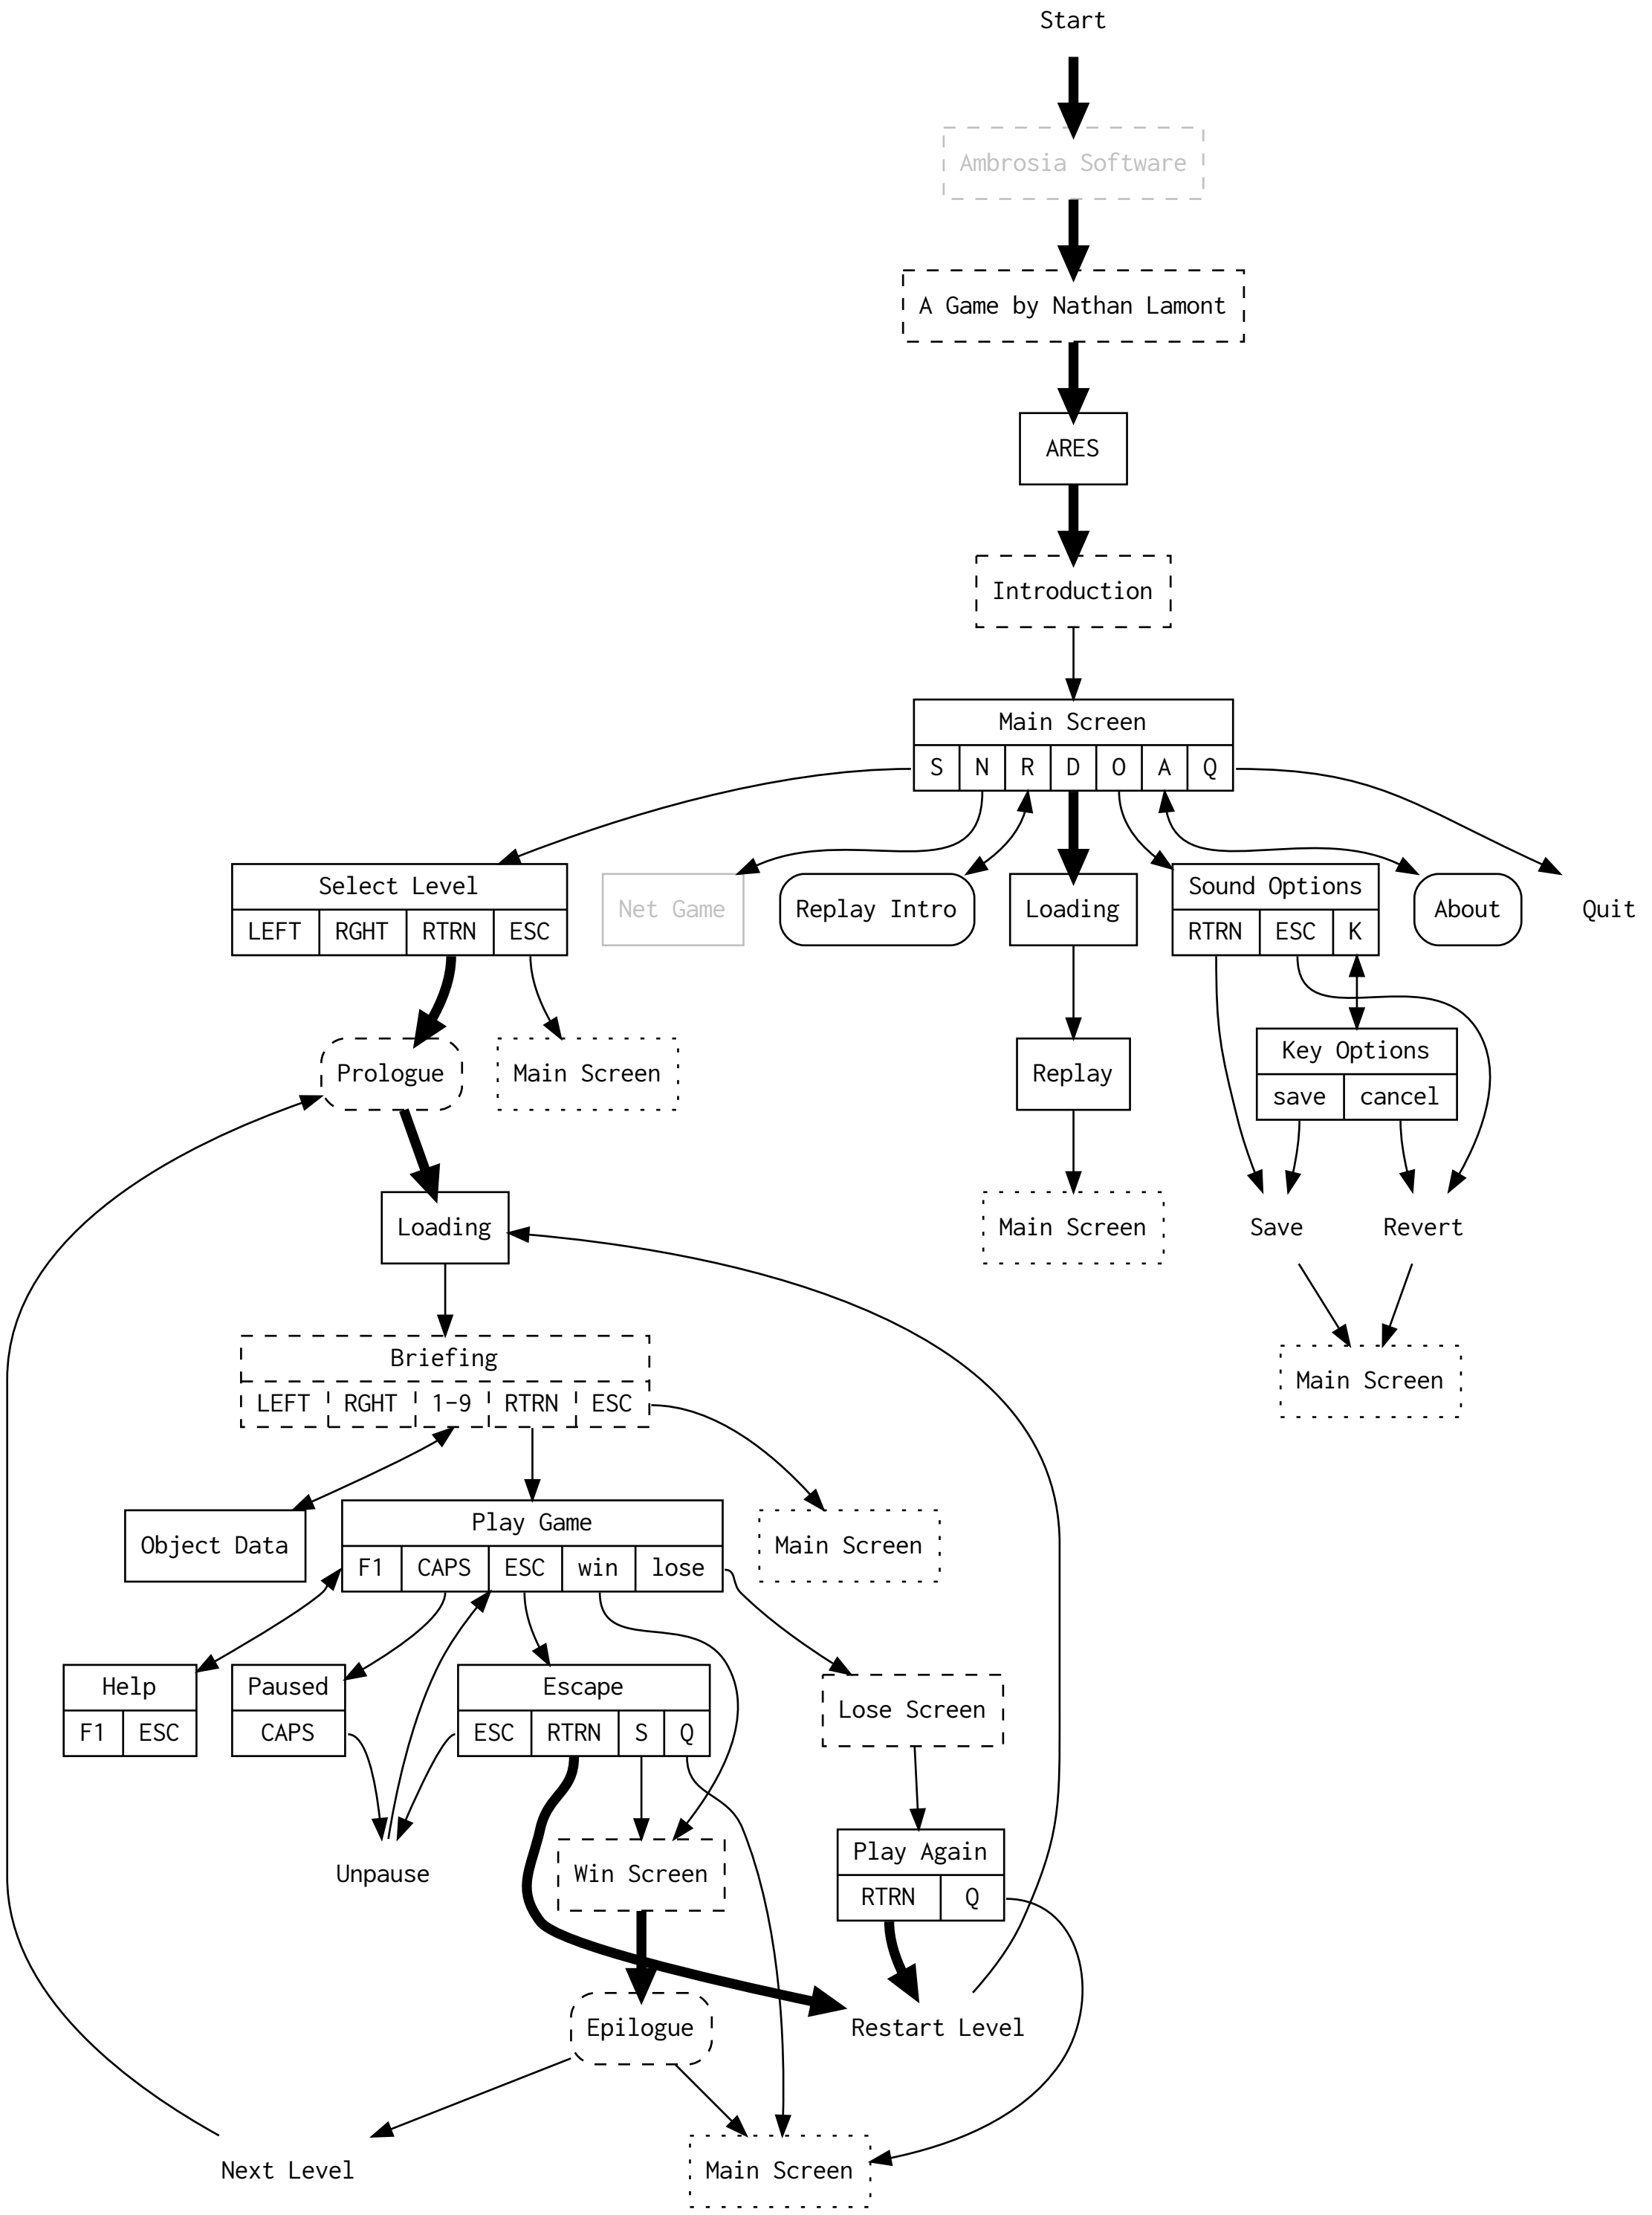 Start
Ambrosia Software
A Game by Nathan Lamont
ARES
Introduction
Main Screen
S N R D O A Q
Select Level
LEFT RGHT RTRN ESC
Net Game
Replay Intro
Loading
Sound Options
RTRN ESC K
About
Quit
Prologue
Main Screen
Replay
Key Options
save cancel
Loading
Main Screen
Save
Revert
Briefing
LEFT RGHT 1-9 RTRN ESC
Main Screen
Object Data
Play Game
F1 CAPS ESC win lose
Main Screen
Help
F1 ESC
Paused
CAPS
Escape
ESC RTRN S Q
Lose Screen
Unpause
Win Screen
Play Again
RTRN Q
Epilogue
Restart Level
Next Level
Main Screen